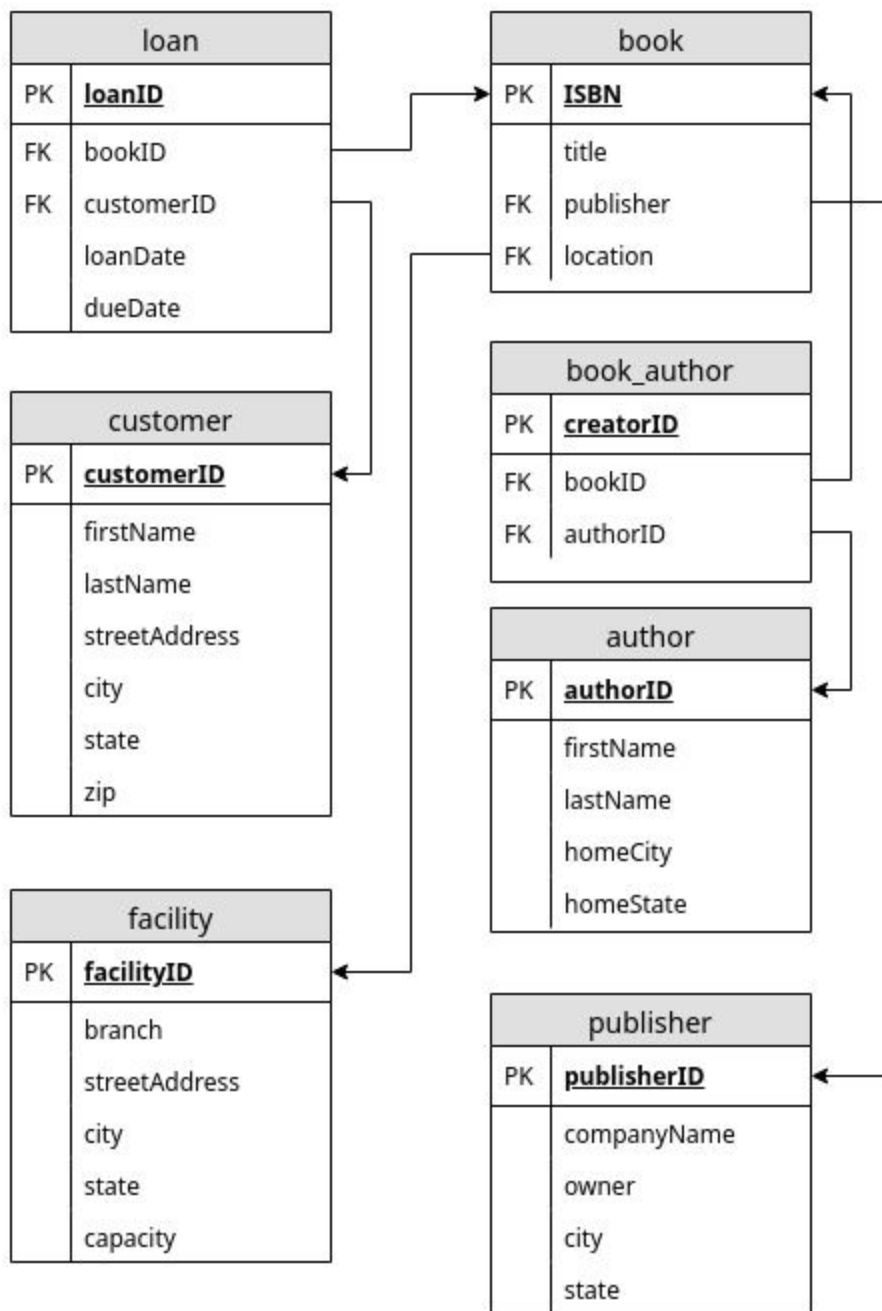 loan
PK loanID
FK bookID
FK customerID
loanDate
dueDate
customer
PK customerID
firstName
lastName
streetAddress
city
state
zip
facility
PK facilityID
branch
streetAddress
city
state
capacity
book
PK ISBN
title
FK publisher
FK location
book_author
PK creatorID
FK bookID
FK authorID
author
PK authorID
firstName
lastName
homeCity
homeState
publisher
PK publisherID
companyName
owner
city
state